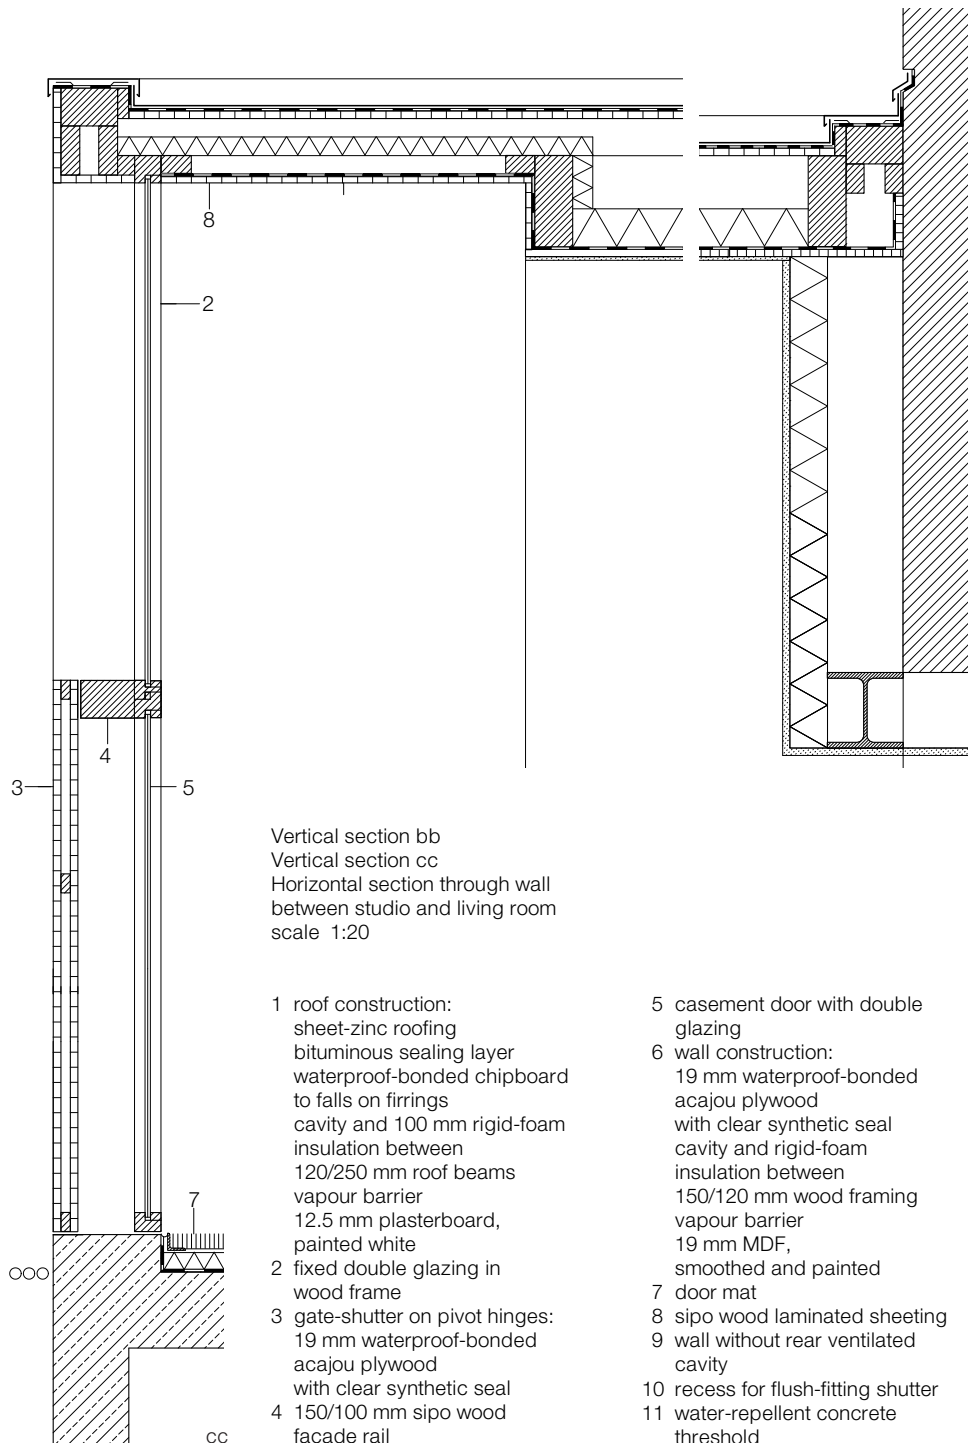 8
2
4
3
5
Vertical section bb
Vertical section cc
Horizontal section through wall
between studio and living room
scale 1:20
7
cc
1 roof construction:
sheet-zinc roofing
bituminous sealing layer
waterproof-bonded chipboard
to falls on firrings
cavity and 100 mm rigid-foam
insulation between
120/250 mm roof beams
vapour barrier
12.5 mm plasterboard,
painted white
2 fixed double glazing in
wood frame
3 gate-shutter on pivot hinges:
19 mm waterproof-bonded
acajou plywood
with clear synthetic seal
4 150/100 mm sipo wood
facade rail
5 casement door with double
glazing
6 wall construction:
19 mm waterproof-bonded
acajou plywood
with clear synthetic seal
cavity and rigid-foam
insulation between
150/120 mm wood framing
vapour barrier
19 mm MDF,
smoothed and painted
7 door mat
8 sipo wood laminated sheeting
9 wall without rear ventilated
cavity
10 recess for flush-fitting shutter
11 water-repellent concrete
threshold